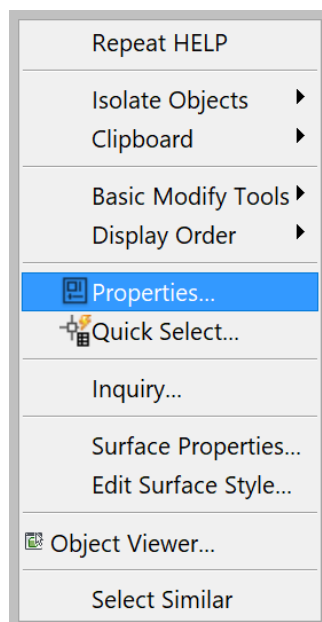 Repeat HELP
Isolate Objects
Clipboard
Basic Modify Tools
Display Order
Properties...
Quick Select...
Inquiry...
Surface Properties...
Edit Surface Style...
Object Viewer...
Select Similar